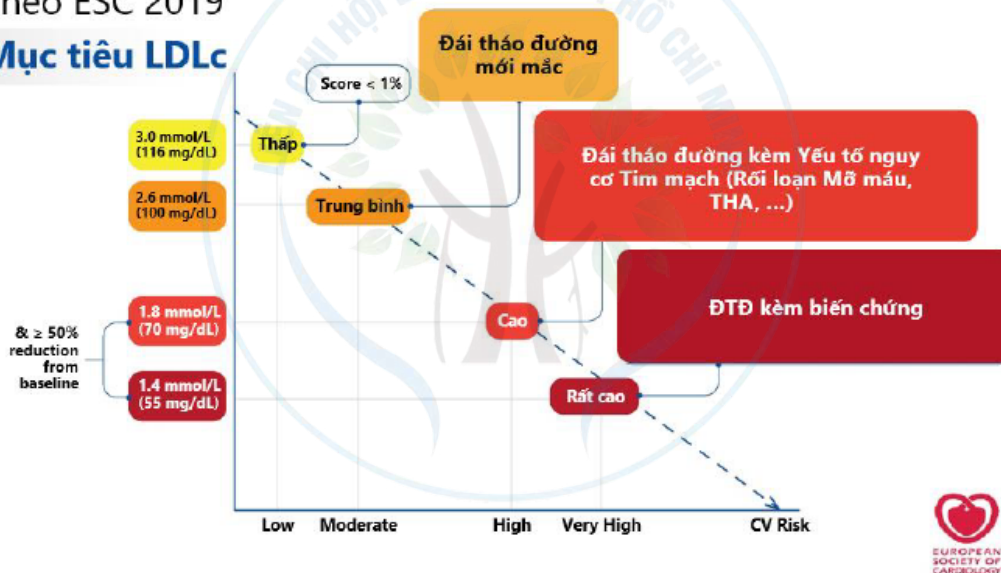 heo ESC 2019
Mục tiêu LDLc
Score < 1%
Đái tháo đường
mới mắc
3.0 mmol/L
(116 mg/dL)
Thấp
Đái tháo đường kèm Yếu tố nguy
cơ Tim mạch (Rối loạn Mỡ máu,
THA, ...)
2.6 mmol/L
(100 mg/dL)
Trung bình
1.8 mmol/L
(70 mg/dL)
Cao
ĐTĐ kèm biến chứng
& ≥ 50%
reduction
from
baseline
1.4 mmol/L
(55 mg/dL)
Rất cao
Low
Moderate
High
Very High
CV Risk
EUROPEAN
SOCIETY OF
CARDIOLOGY